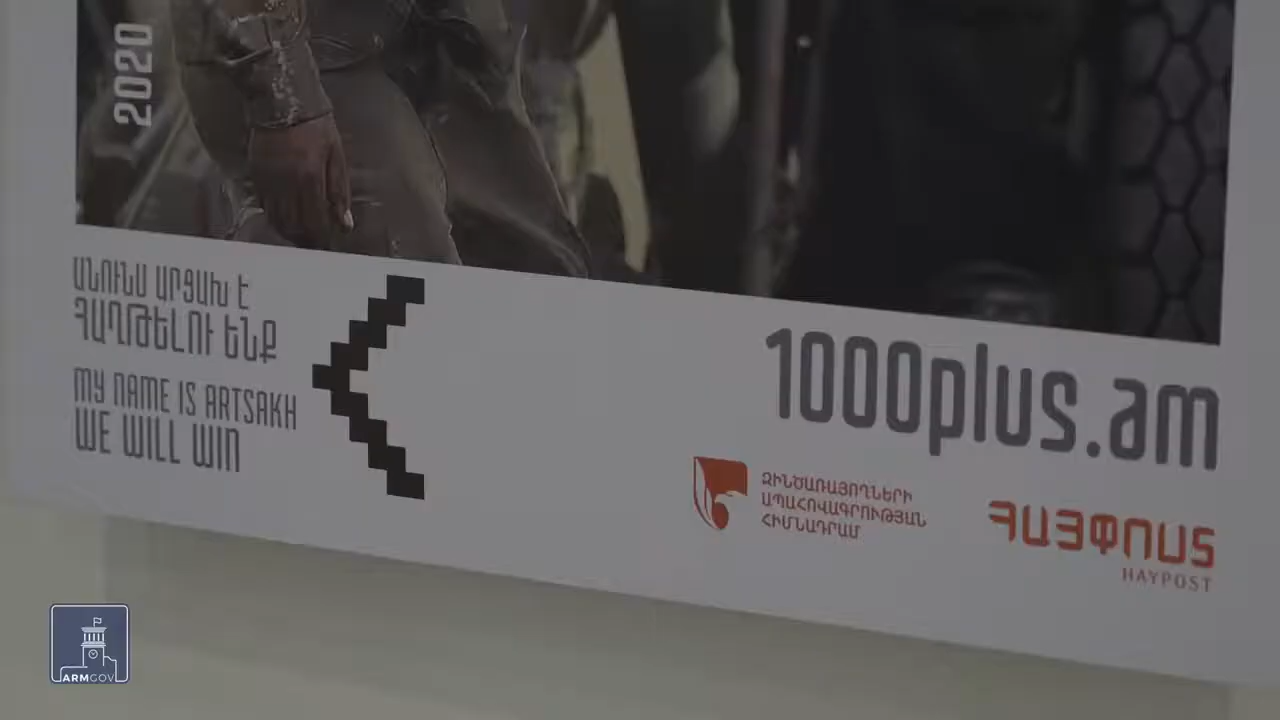 2020
ԱՆՈՒՆՍ ԱՐՑԱԽ Է
ՀԱՂԹԵԼՈՒ ԵՆՔ
MY NAME IS ARTSAKH
WE WILL WIN
1000plus.am
ԶԻՆԾԱՌԱՅՈՂՆԵՐԻ
ԱՊԱՀՈՎԱԳՐՈՒԹՅԱՆ
ՀԻՄՆԱԴՐԱՄ
ՀԱՅՓՈՍՏ
HAYPOST
ARMGOV